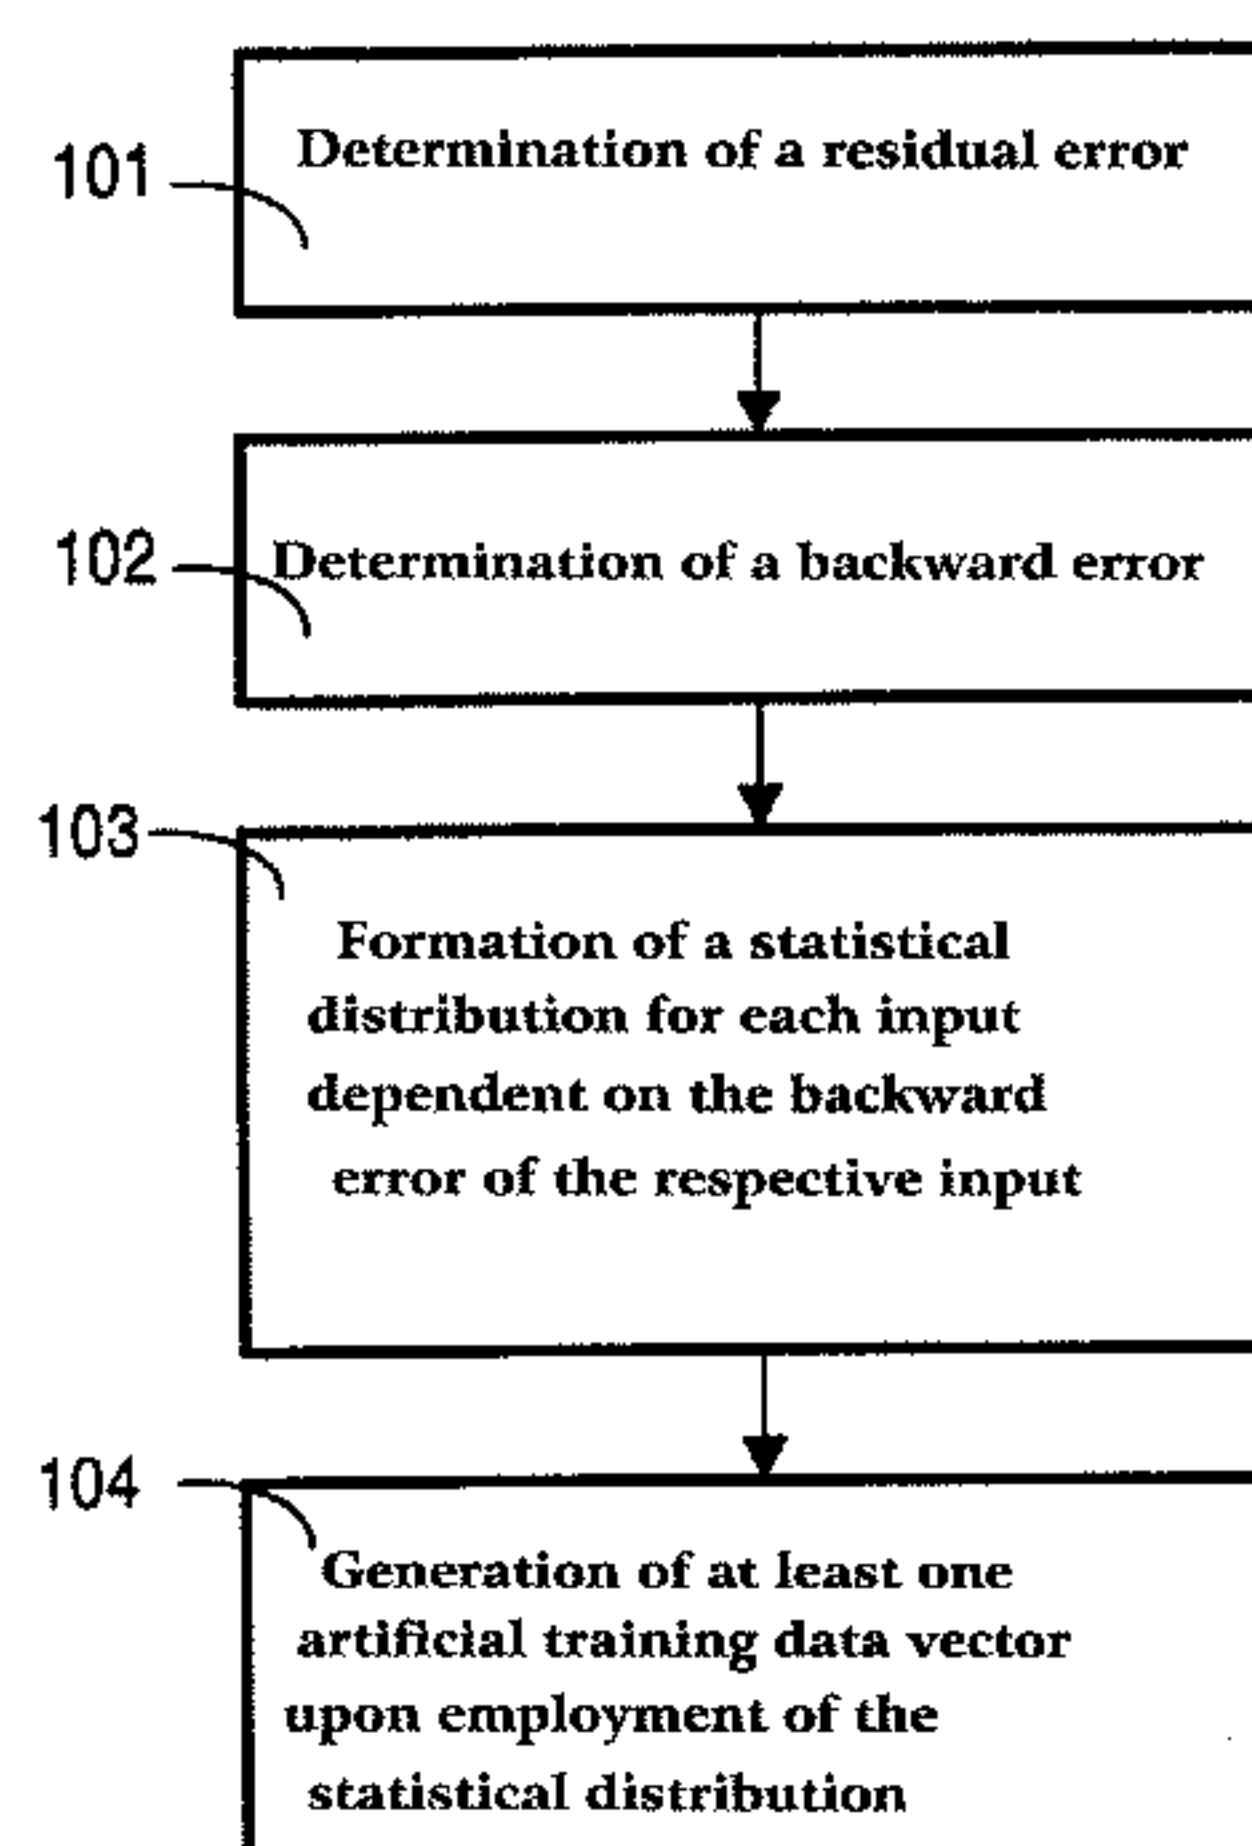 101
Determination of a residual error
102
Determination of a backward error
103
Formation of a statistical
distribution for each input
dependent on the backward
error of the respective input
104
Generation of at least one
artificial training data vector
upon employment of the
statistical distribution